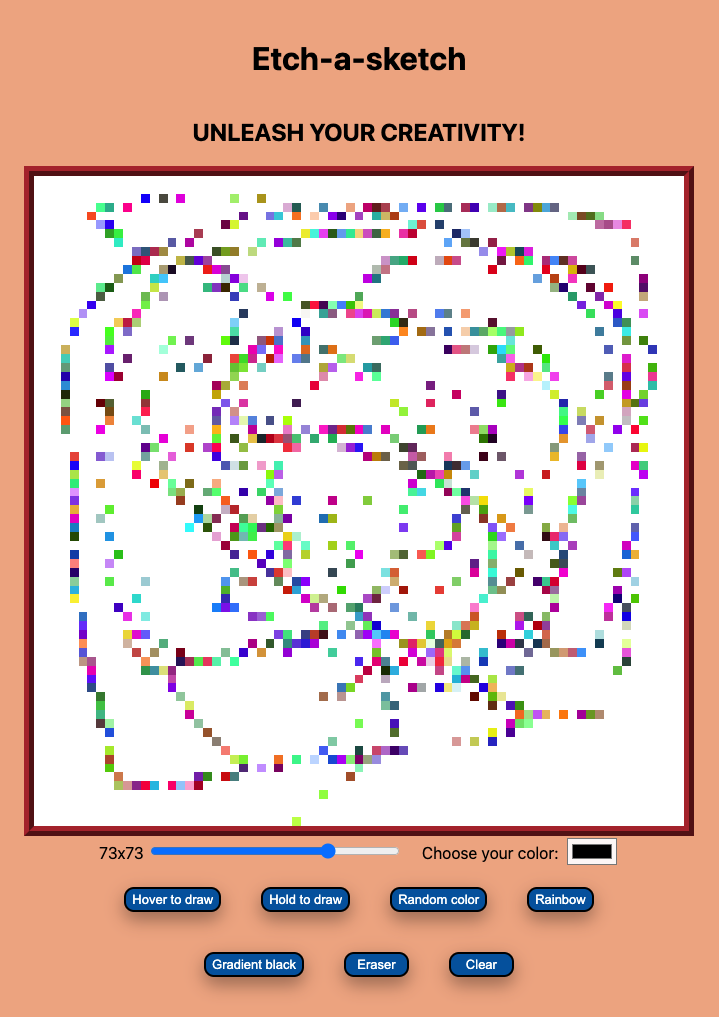 Etch-a-sketch
UNLEASH YOUR CREATIVITY!
73x73 Choose your color:
Hover to draw Hold to draw Random color Rainbow
Gradient black Eraser Clear